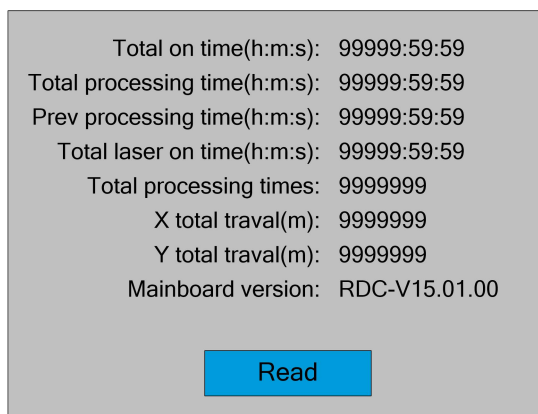 Total on time(h:m:s): 99999:59:59
Total processing time(h:m:s): 99999:59:59
Prev processing time(h:m:s): 99999:59:59
Total laser on time(h:m:s): 99999:59:59
Total processing times: 9999999
X total traval(m): 9999999
Y total traval(m): 9999999
Mainboard version: RDC-V15.01.00
Read